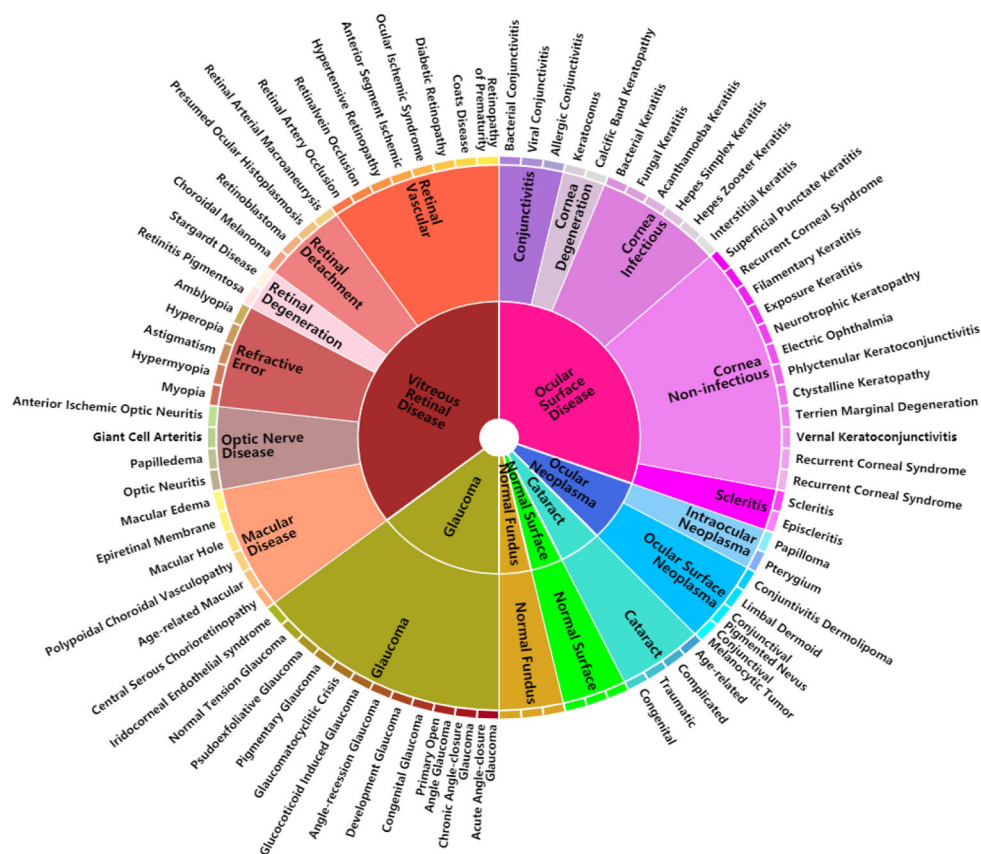 Retinopathy
of Prematurity
Coats Disease
Diabetic Retinopathy
Ocular Ischemic Syndrome
Anterior Segment Ischemic
Hypertensive Retinopathy
Retinalvein Occlusion
Retinal Artery Occlusion
Retinal Arterial Macroaneurysis
Presumed Ocular Histoplasmosis
Retinoblastoma
Choroidal Melanoma
Stargardt Disease
Retinitis Pigmentosa
Amblyopia
Hyperopia
Astigmatism
Hypermyopia
Myopia
Anterior Ischemic Optic Neuritis
Giant Cell Arteritis
Papilledema
Optic Neuritis
Macular Edema
Epiretinal Membrane
Macular Hole
Polypoidal Choroidal Vasculopathy
Age-related Macular
Central Serous Chorioretinopathy
Iridocorneal Endothelial syndrome
Normal Tension Glaucoma
Psudoexfoliative Glaucoma
Pigmentary Glaucoma
Glaucomatocyclitic Crisis
Glucocoticoid Induced Glaucoma
Angle-recession Glaucoma
Development Glaucoma
Congenital Glaucoma
Primary Open
Angle Glaucoma
Chronic Angle-closure
Glaucoma
Acute Angle-closure
Glaucoma
Bacterial Conjunctivitis
Viral Conjunctivitis
Allergic Conjunctivitis
Keratoconus
Calcific Band Keratopathy
Bacterial Keratitis
Fungal Keratitis
Acanthamoeba Keratitis
Hepes Simplex Keratitis
Hepes Zooster Keratitis
Interstitial Keratitis
Superficial Punctate Keratitis
Recurrent Corneal Syndrome
Filamentary Keratitis
Exposure Keratitis
Neurotrophic Keratopathy
Electric Ophthalmia
Phlyctenular Keratoconjunctivitis
Ctystalline Keratopathy
Terrien Marginal Degeneration
Vernal Keratoconjunctivitis
Recurrent Corneal Syndrome
Recurrent Corneal Syndrome
Scleritis
Episcleritis
Papilloma
Pterygium
Conjuntivitis Dermolipoma
Limbal Dermoid
Conjunctival
Pigmented Nevus
Conjunctival
Melanocytic Tumor
Age-related
Complicated
Traumatic
Congenital
Retinal
Vascular
Retinal
Detachment
Retinal
Degeneration
Refractive
Error
Optic Nerve
Disease
Macular
Disease
Glaucoma
Normal Fundus
Normal Surface
Cataract
Ocular Surface
Neoplasma
Intraocular
Neoplasma
Scleritis
Cornea
Non-infectious
Cornea
Infectious
Cornea
Degeneration
Conjunctivitis
Vitreous
Retinal
Disease
Ocular
Surface
Disease
Ocular
Neoplasma
Cataract
Normal Surface
Normal Fundus
Glaucoma